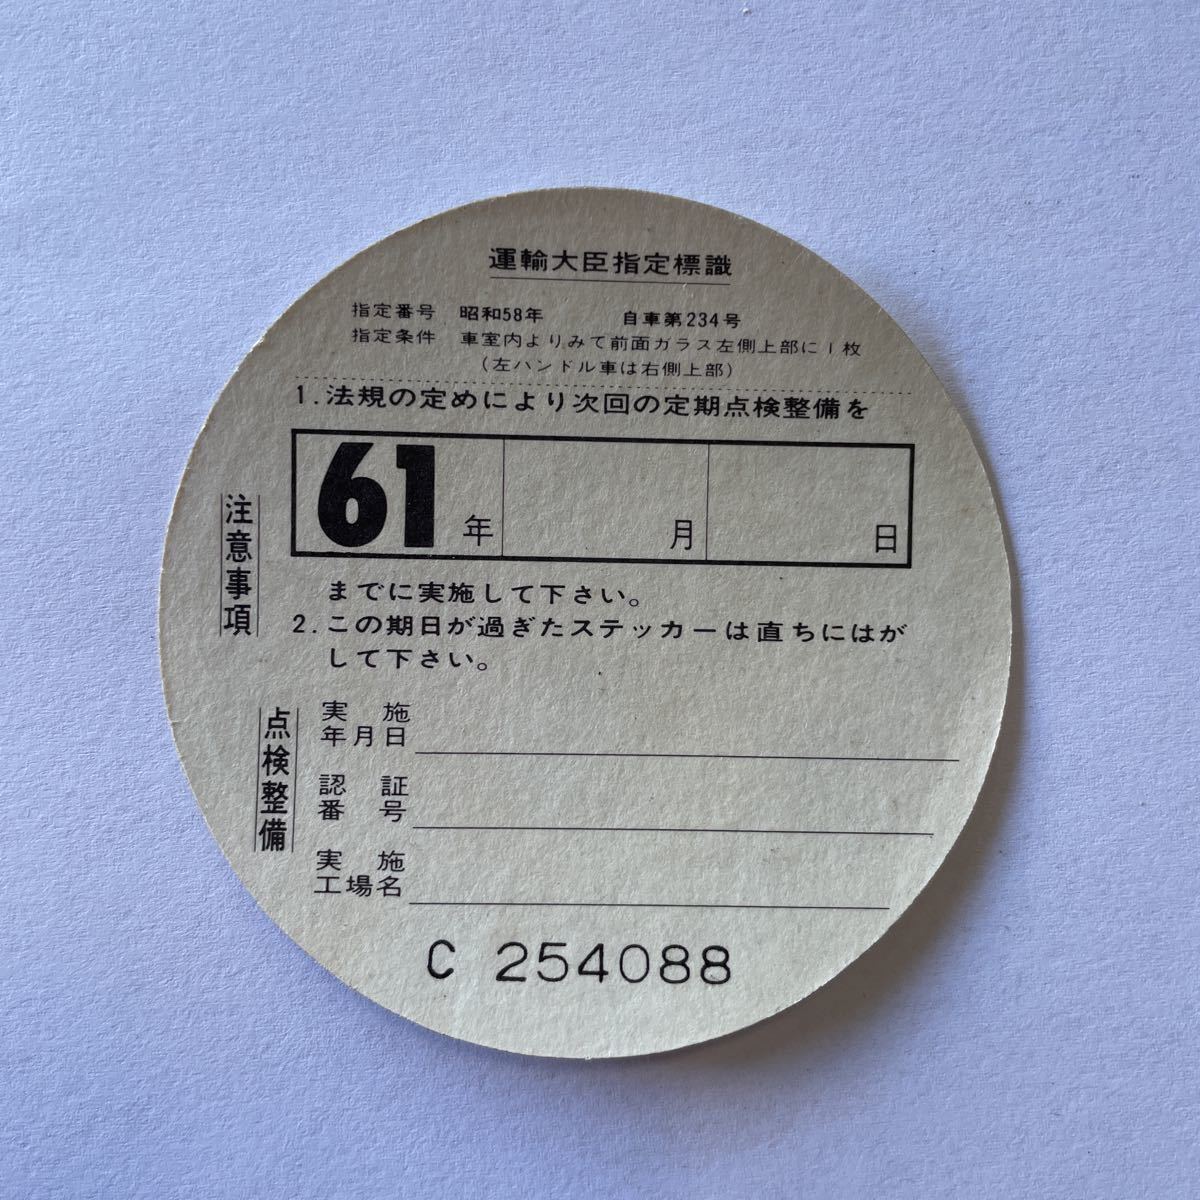 運輸大臣指定標識
指定番号 昭和58年 自車第234号
指定条件 車室内よりみて前面ガラス左側上部に1枚
(左ハンドル車は右側上部)
注意事項
1.法規の定めにより次回の定期点検整備を
61年 月 日
までに実施して下さい。
2.この期日が過ぎたステッカーは直ちにはが
して下さい。
点検整備
実施
年月日
認証
番号
実施
工場名
C 254088